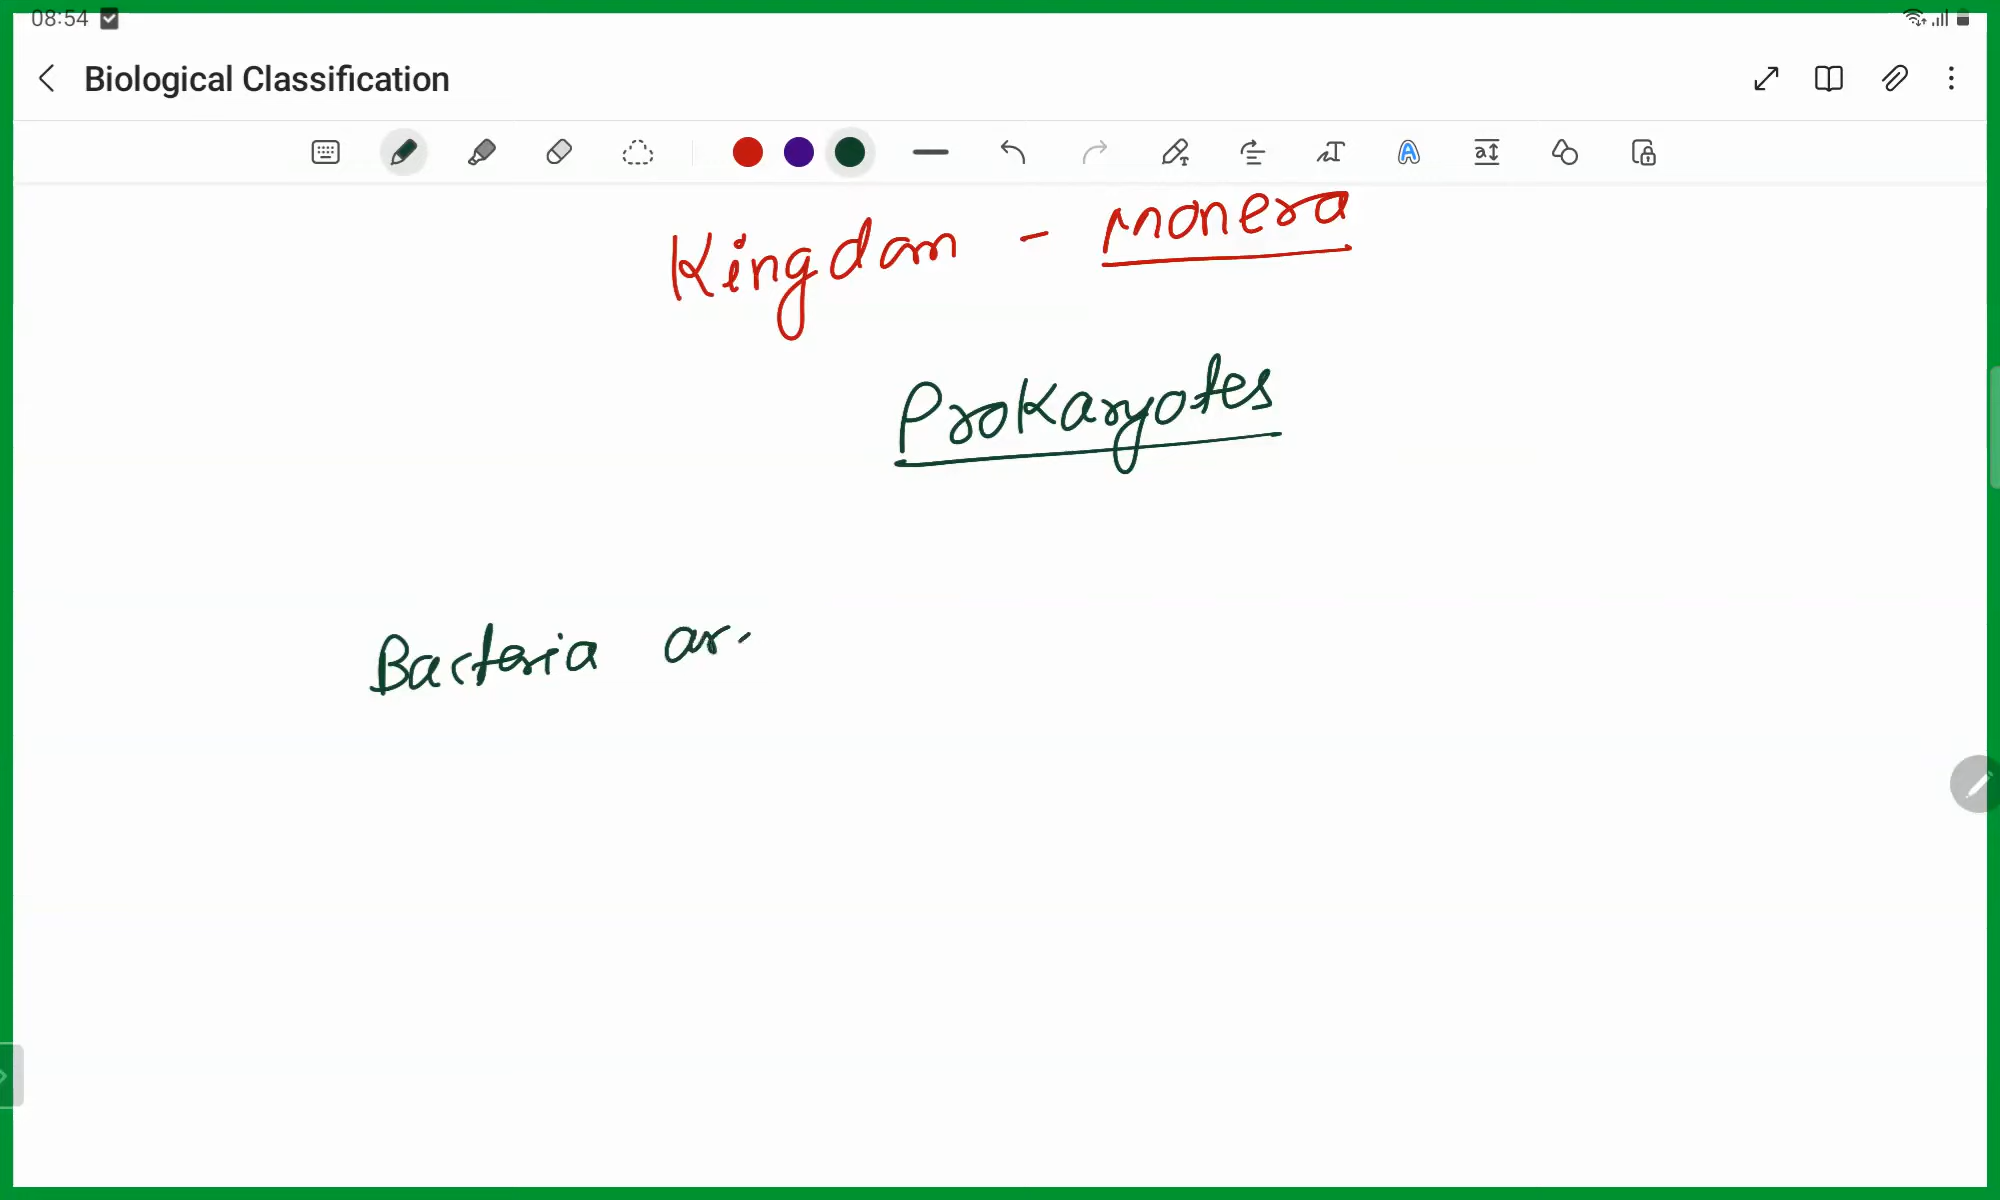 08:54
Biological Classification
Kingdom - Monera
Prokaryotes
Bacteria ar